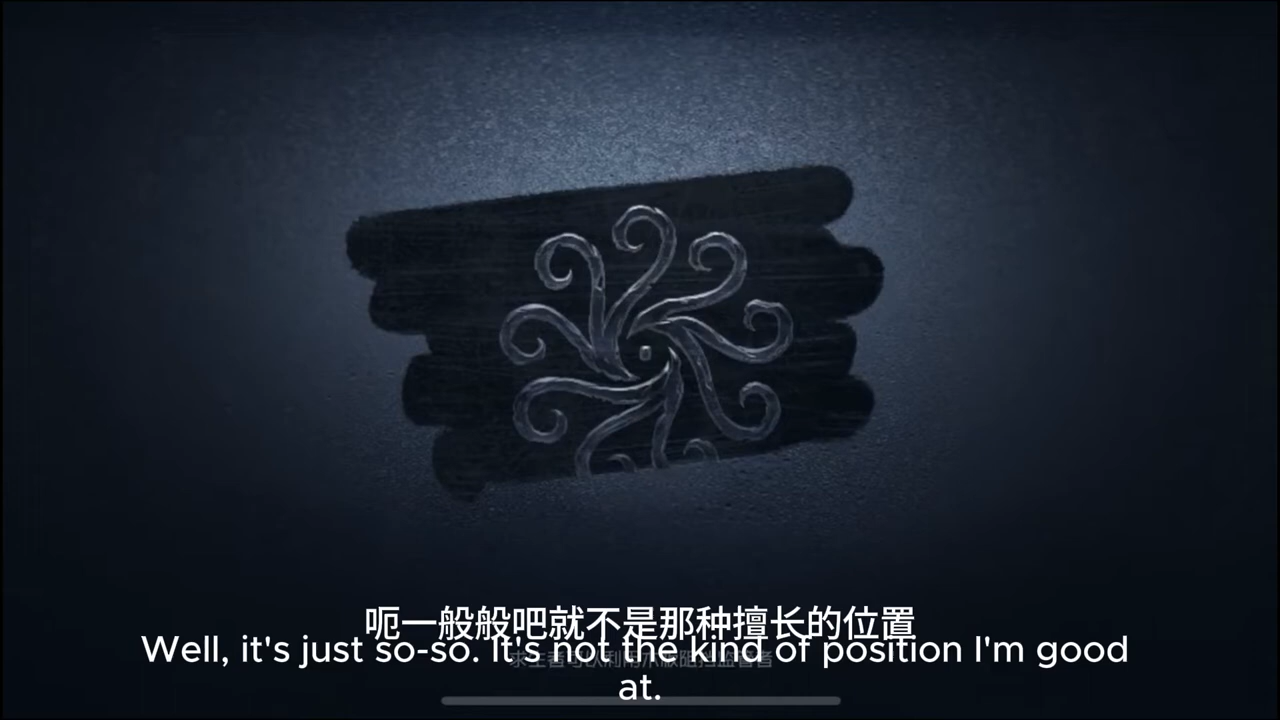 呃一般般吧就不是那种擅长的位置
Well, it's just so-so. It's not the kind of position I'm good
at.